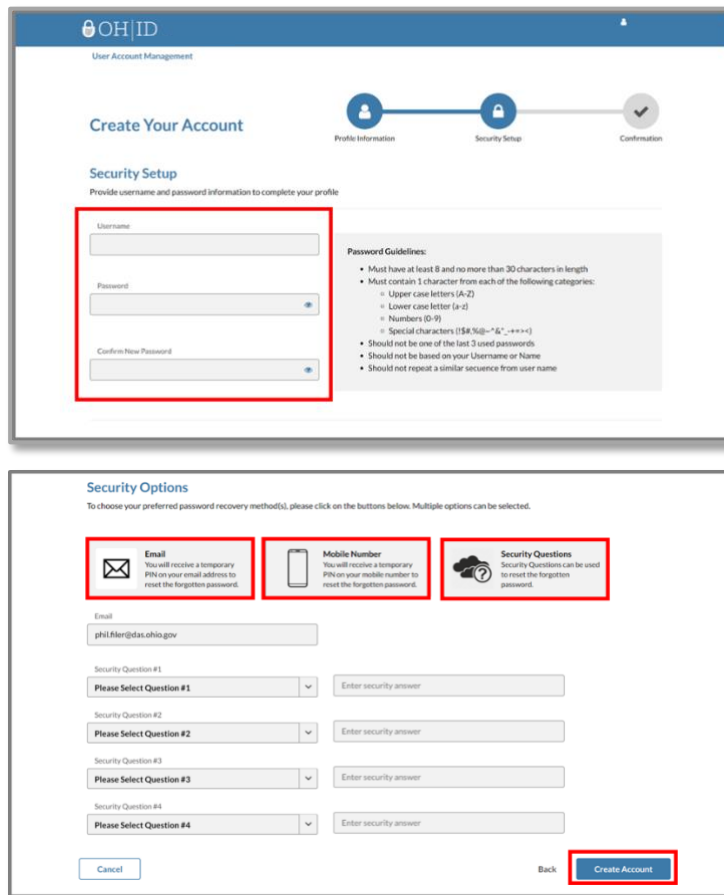 OH|ID
User Account Management
Create Your Account
Profile Information
Security Setup
Confirmation
Security Setup
Provide username and password information to complete your profile
Username
Password
Confirm New Password
Password Guidelines:
• Must have at least 8 and no more than 30 characters in length
• Must contain 1 character from each of the following categories:
Upper case letters (A-Z)
Lower case letter (a-z)
Numbers (0-9)
Special characters (!$#,%@~^&*_-+=><)
• Should not be one of the last 3 used passwords
• Should not be based on your Username or Name
• Should not repeat a similar secuence from user name
Security Options
To choose your preferred password recovery method(s), please click on the buttons below. Multiple options can be selected.
Email
You will receive a temporary
PIN on your email address to
reset the forgotten password.
Mobile Number
You will receive a temporary
PIN on your mobile number to
reset the forgotten password.
Security Questions
Security Questions can be used
to reset the forgotten
password.
Email
phil.filer@das.ohio.gov
Security Question #1
Please Select Question #1
Enter security answer
Security Question #2
Please Select Question #2
Enter security answer
Security Question #3
Please Select Question #3
Enter security answer
Security Question #4
Please Select Question #4
Enter security answer
Cancel
Back
Create Account